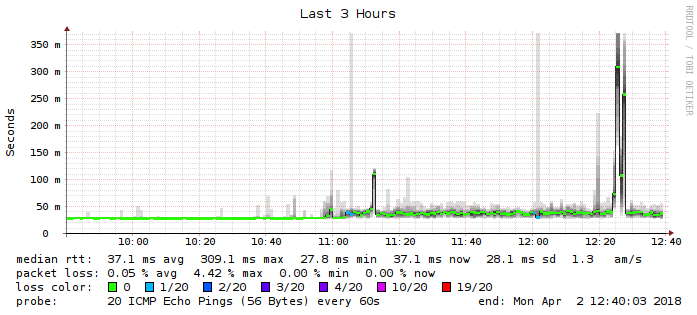 Last 3 Hours
RRDTOOL / TOBI OETIKER
Seconds
350 m
300 m
250 m
200 m
150 m
100 m
50 m
0
10:00 10:20 10:40 11:00 11:20 11:40 12:00 12:20 12:40
median rtt: 37.1 ms avg 309.1 ms max 27.8 ms min 37.1 ms now 28.1 ms sd 1.3 am/s
packet loss: 0.05 % avg 4.42 % max 0.00 % min 0.00 % now
loss color: 0 1/20 2/20 3/20 4/20 10/20 19/20
probe: 20 ICMP Echo Pings (56 Bytes) every 60s end: Mon Apr 2 12:40:03 2018